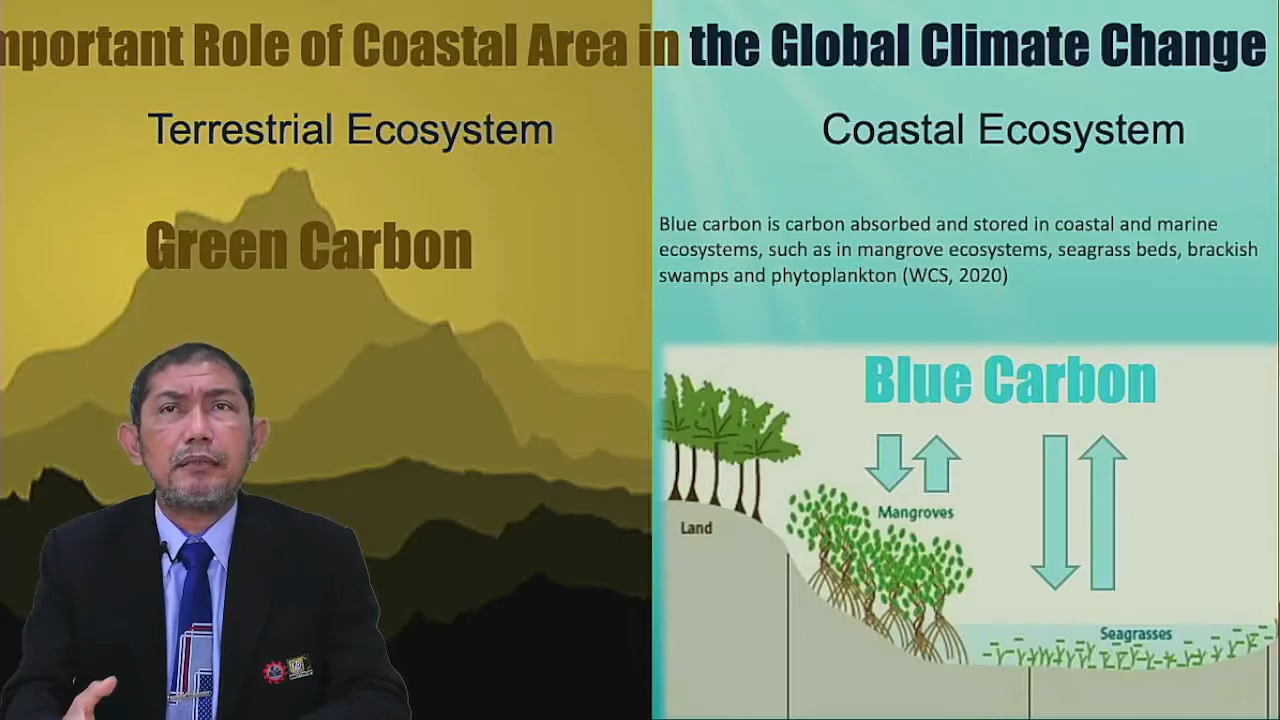 mportant Role of Coastal Area in the Global Climate Change
Terrestrial Ecosystem
Green Carbon
Coastal Ecosystem
Blue carbon is carbon absorbed and stored in coastal and marine
ecosystems, such as in mangrove ecosystems, seagrass beds, brackish
swamps and phytoplankton (WCS, 2020)
Blue Carbon
Mangroves
Land
Seagrasses